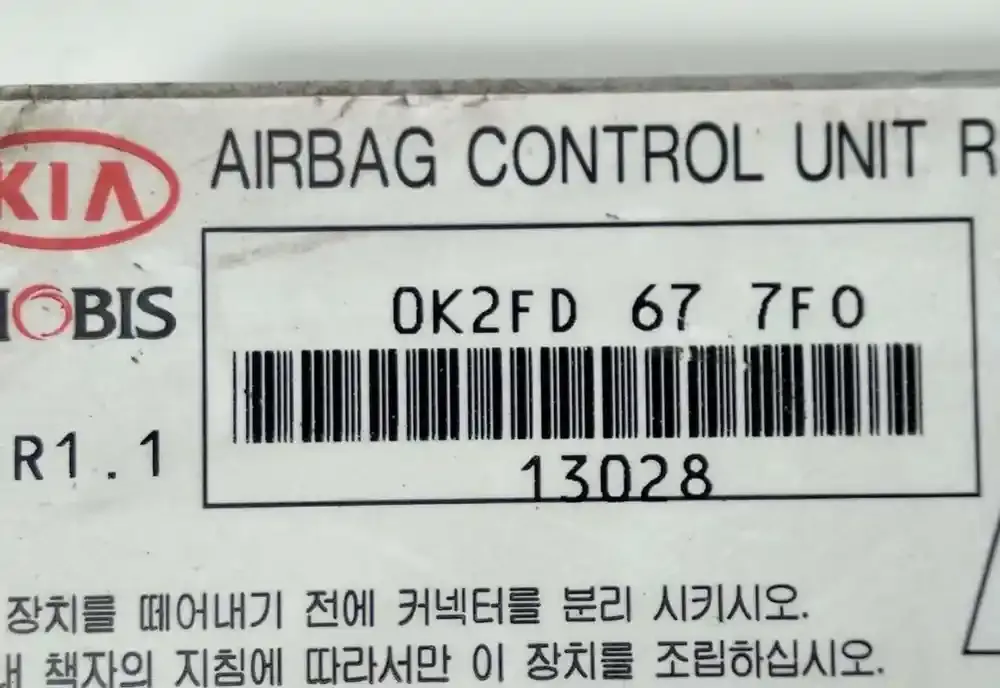 KIA
AIRBAG CONTROL UNIT R
MOBIS
0K2FD 67 7F0
R1.1
13028
장치를 떼어내기 전에 커넥터를 분리 시키시오.
책자의 지침에 따라서만 이 장치를 조립하십시오.